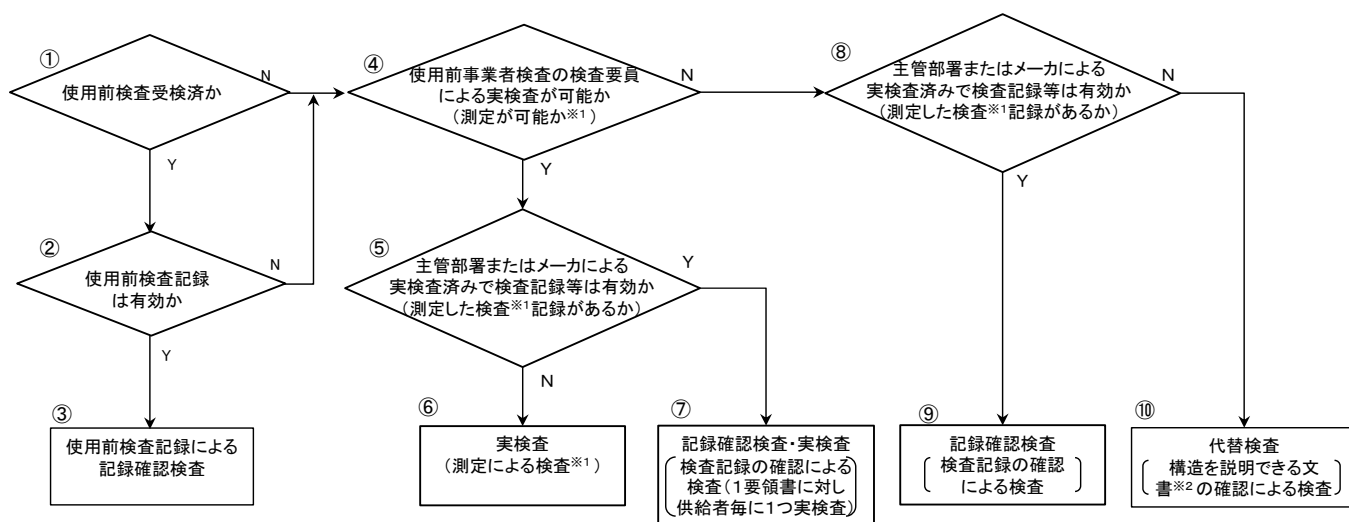 ①
使用前検査受検済か
N
Y
②
使用前検査記録
は有効か
N
Y
③
使用前検査記録による
記録確認検査
④
使用前事業者検査の検査要員
による実検査が可能か
(測定が可能か※1)
N
Y
⑤
主管部署またはメーカによる
実検査済みで検査記録等は有効か
(測定した検査※1記録があるか)
Y
N
⑥
実検査
(測定による検査※1)
⑦
記録確認検査・実検査
検査記録の確認による
検査(1要領書に対し
供給者毎に1つ実検査)
⑧
主管部署またはメーカによる
実検査済みで検査記録等は有効か
(測定した検査※1記録があるか)
N
Y
⑨
記録確認検査
検査記録の確認
による検査
⑩
代替検査
構造を説明できる文
書※2の確認による検査